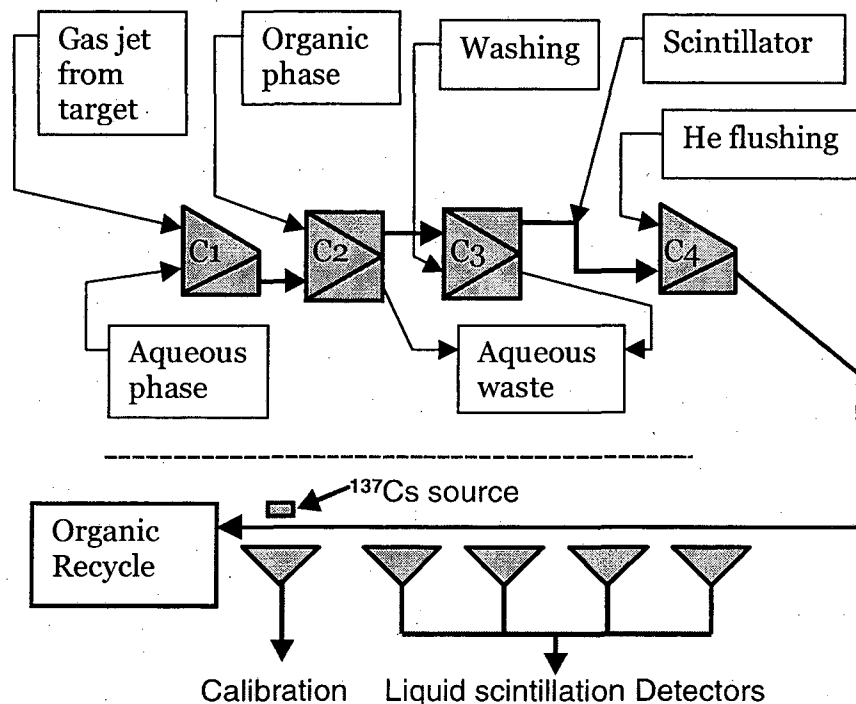 Gas jet
from
target
Organic
phase
Washing
Scintillator
He flushing
C1
C2
C3
C4
Aqueous
phase
Aqueous
waste
¹³⁷Cs source
Organic
Recycle
Calibration
Liquid scintillation Detectors